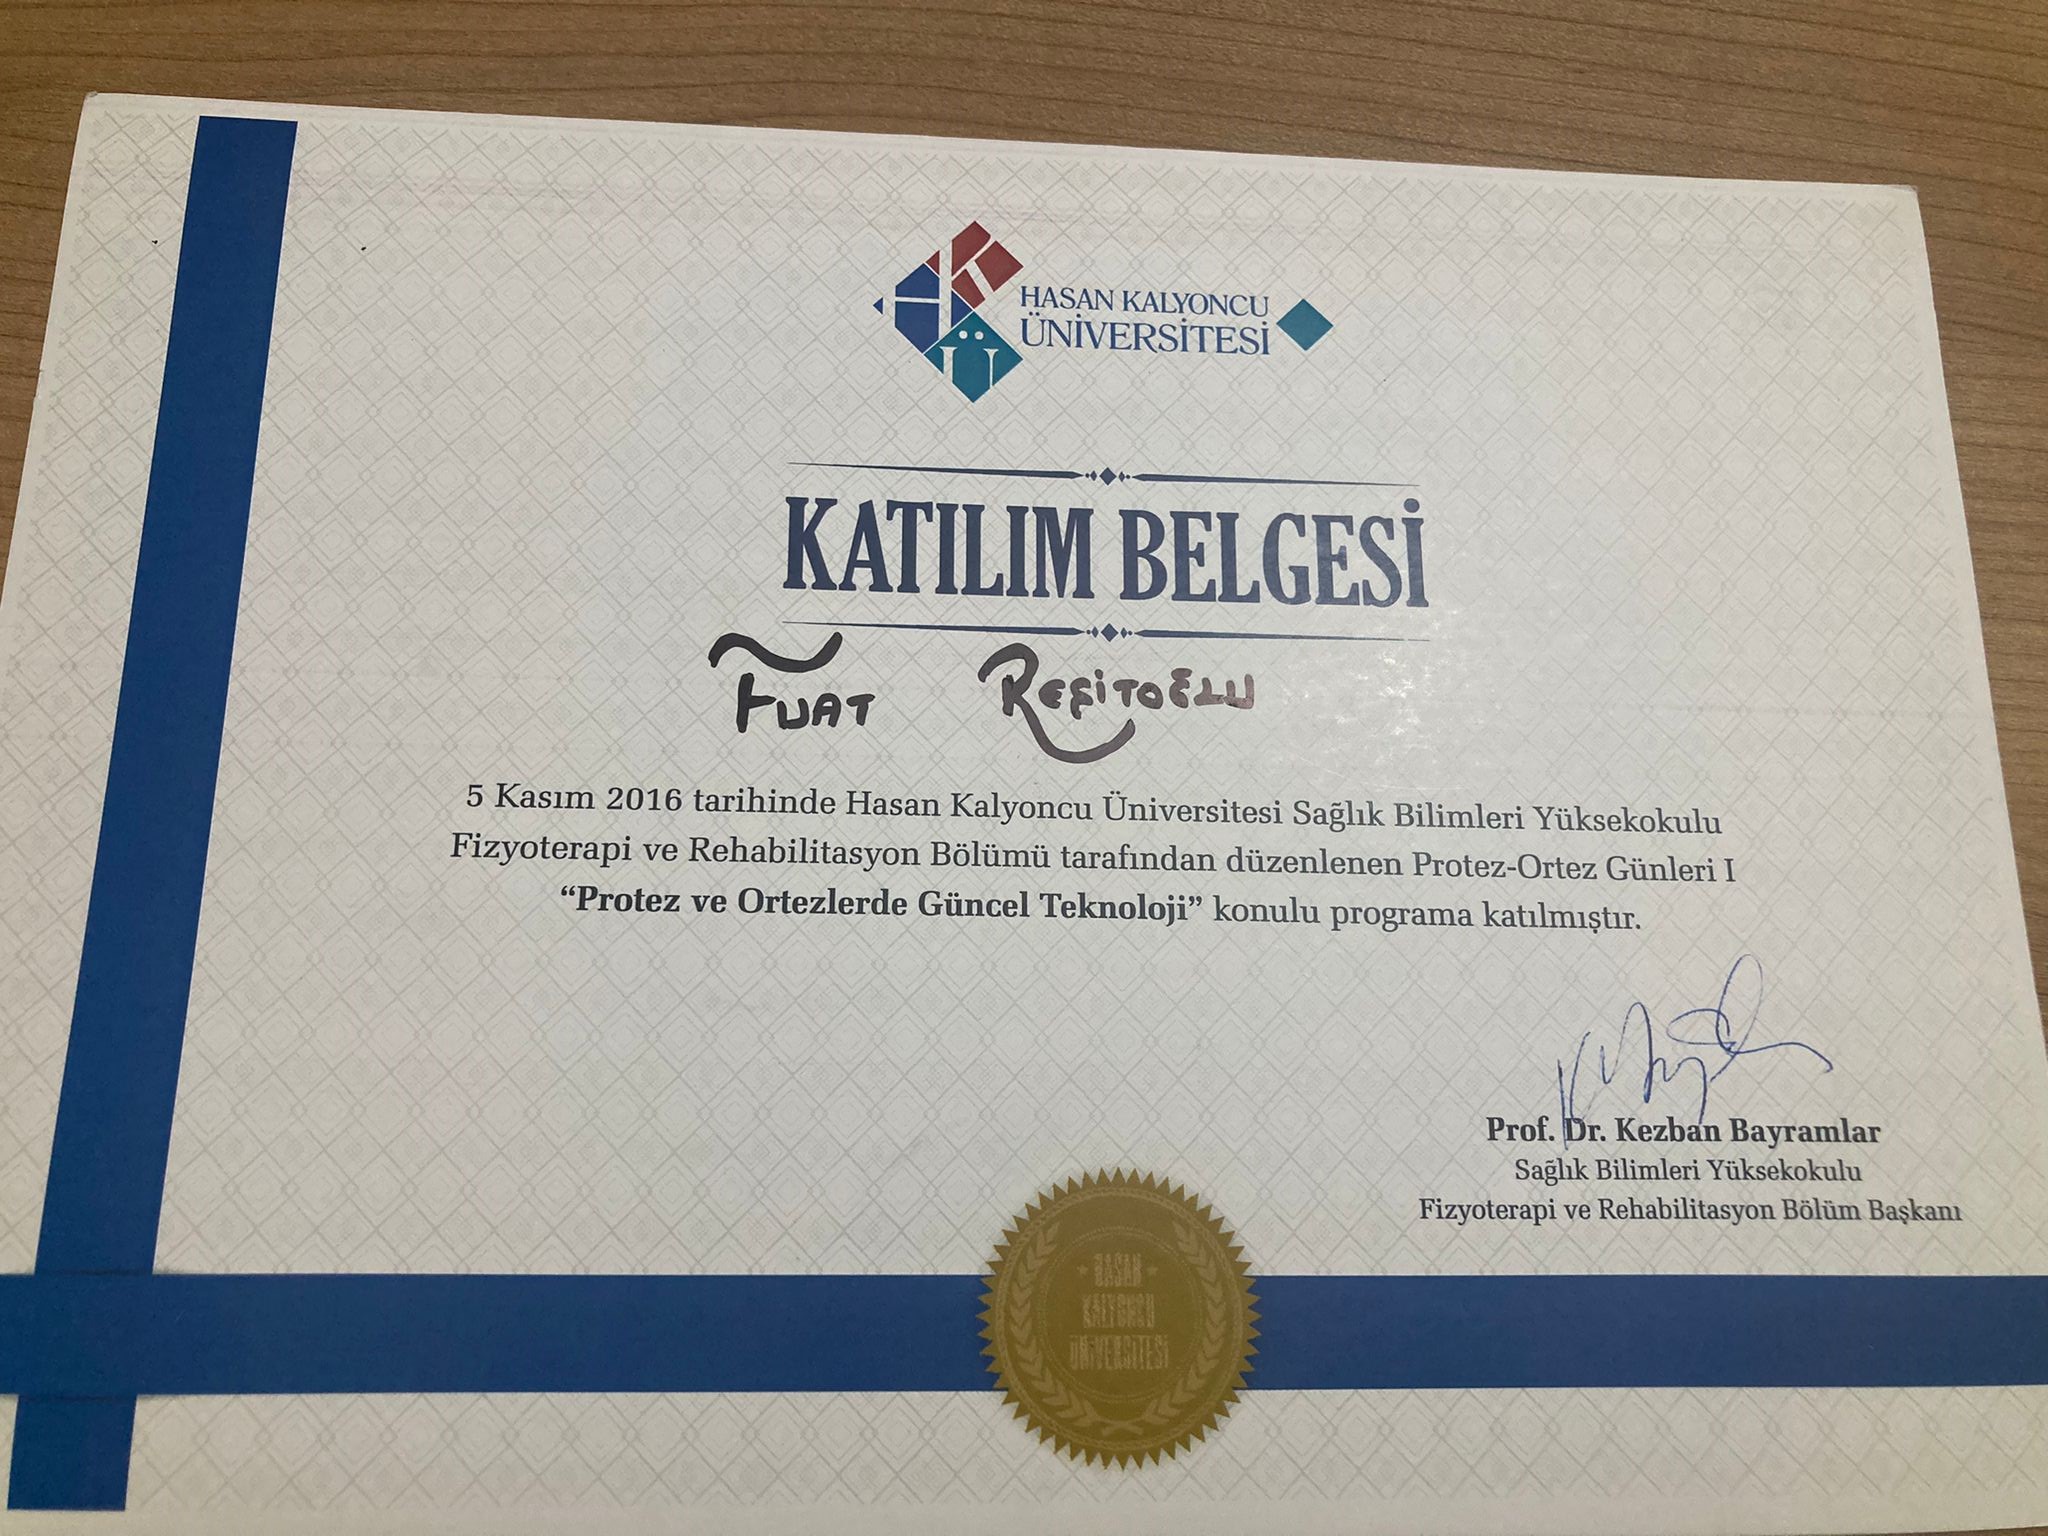 HASAN KALYONCU
ÜNİVERSİTESİ
KATILIM BELGESİ
FUAT REŞİTOĞLU
5 Kasım 2016 tarihinde Hasan Kalyoncu Üniversitesi Sağlık Bilimleri Yüksekokulu
Fizyoterapi ve Rehabilitasyon Bölümü tarafından düzenlenen Protez-Ortez Günleri I
“Protez ve Ortezlerde Güncel Teknoloji” konulu programa katılmıştır.
Prof. Dr. Kezban Bayramlar
Sağlık Bilimleri Yüksekokulu
Fizyoterapi ve Rehabilitasyon Bölüm Başkanı
HASAN
KALYONCU
ÜNİVERSİTESİ